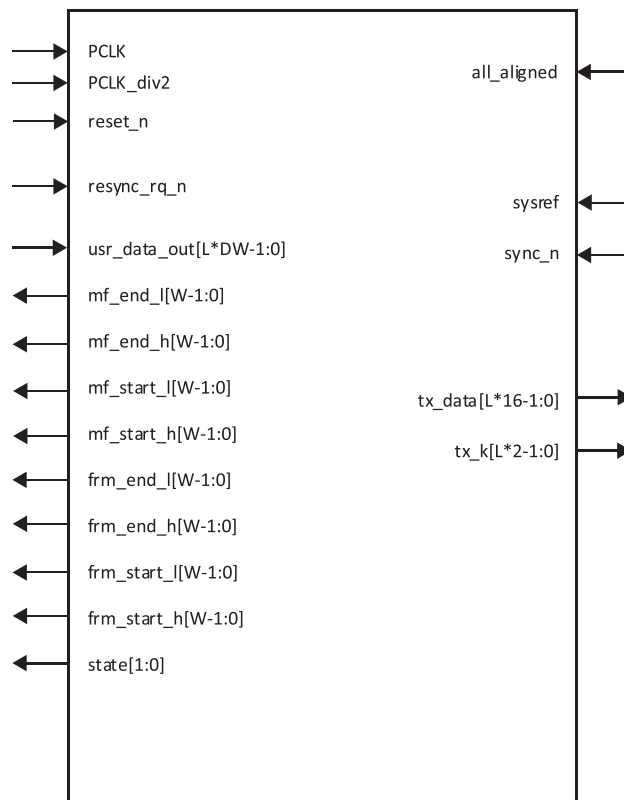 PCLK
PCLK_div2
reset_n
resync_rq_n
usr_data_out[L*DW-1:0]
mf_end_l[W-1:0]
mf_end_h[W-1:0]
mf_start_l[W-1:0]
mf_start_h[W-1:0]
frm_end_l[W-1:0]
frm_end_h[W-1:0]
frm_start_l[W-1:0]
frm_start_h[W-1:0]
state[1:0]
all_aligned
sysref
sync_n
tx_data[L*16-1:0]
tx_k[L*2-1:0]